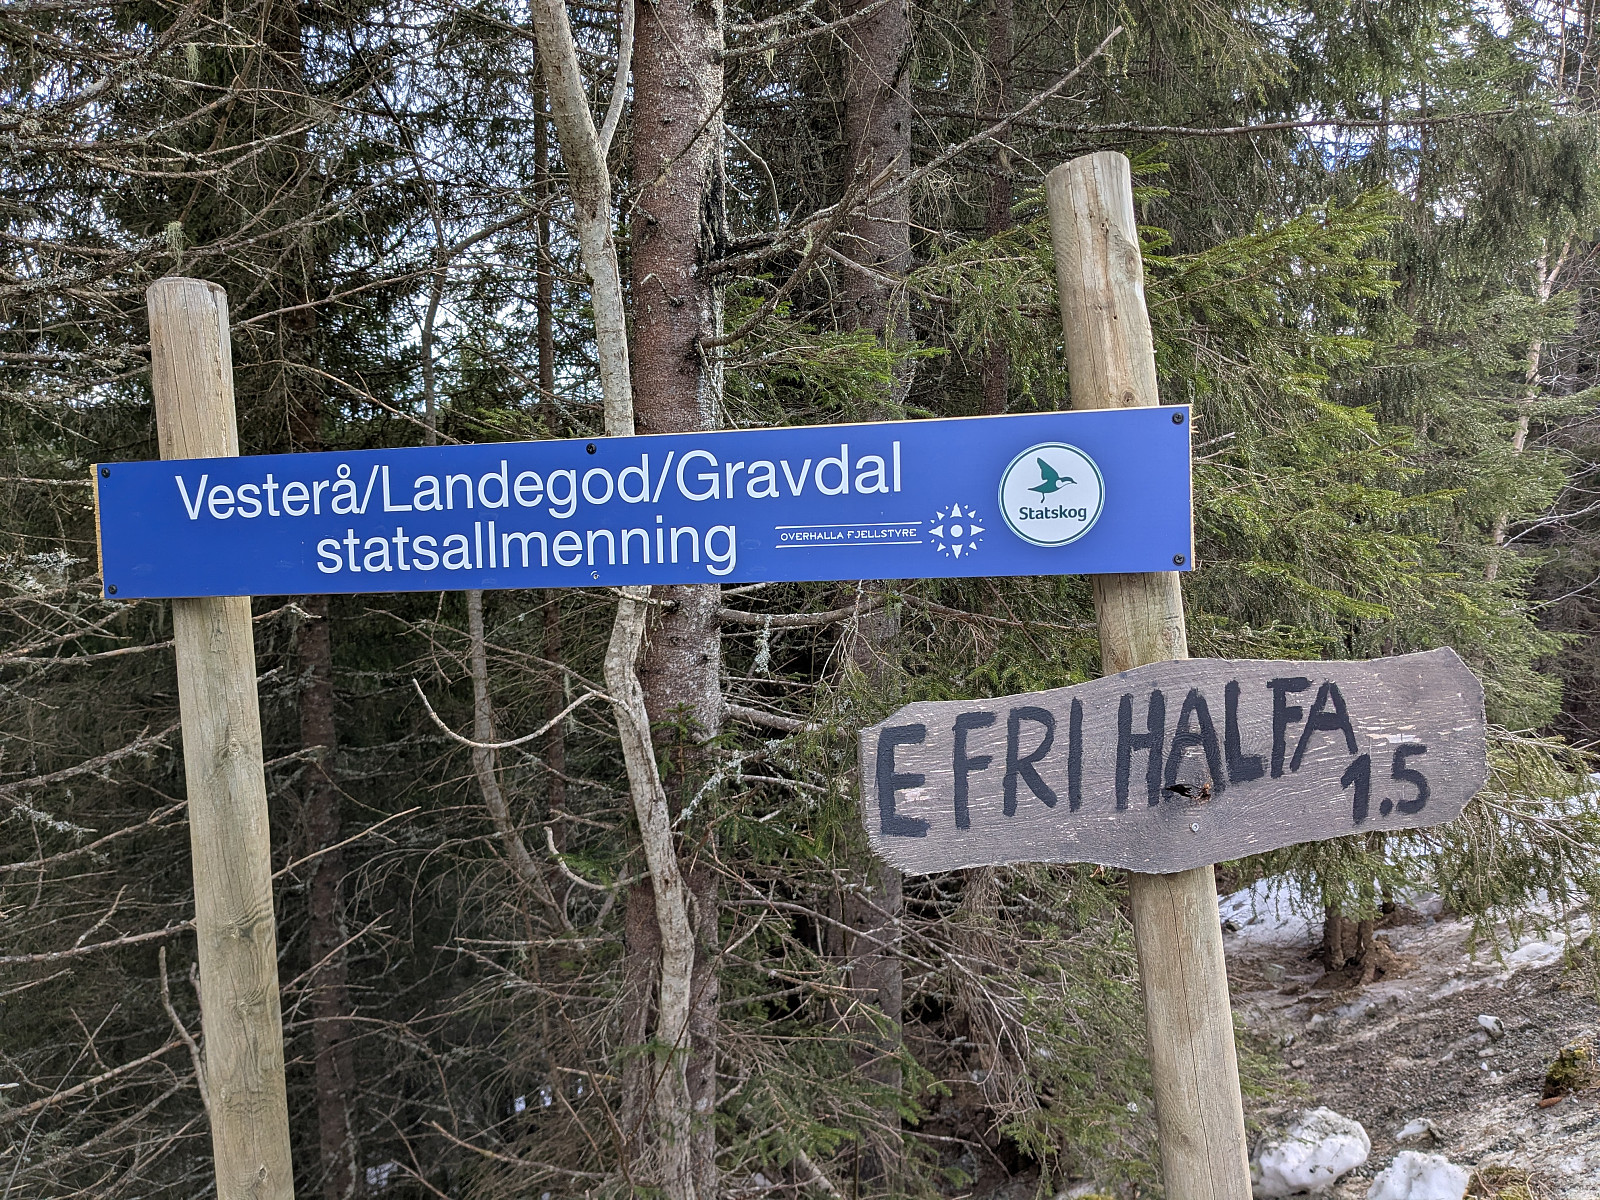 Vesterå/Landegod/Gravdal
statsallmenning
OVERHALLA FJELLSTYRE
Statskog
E FRI HALFA
1.5